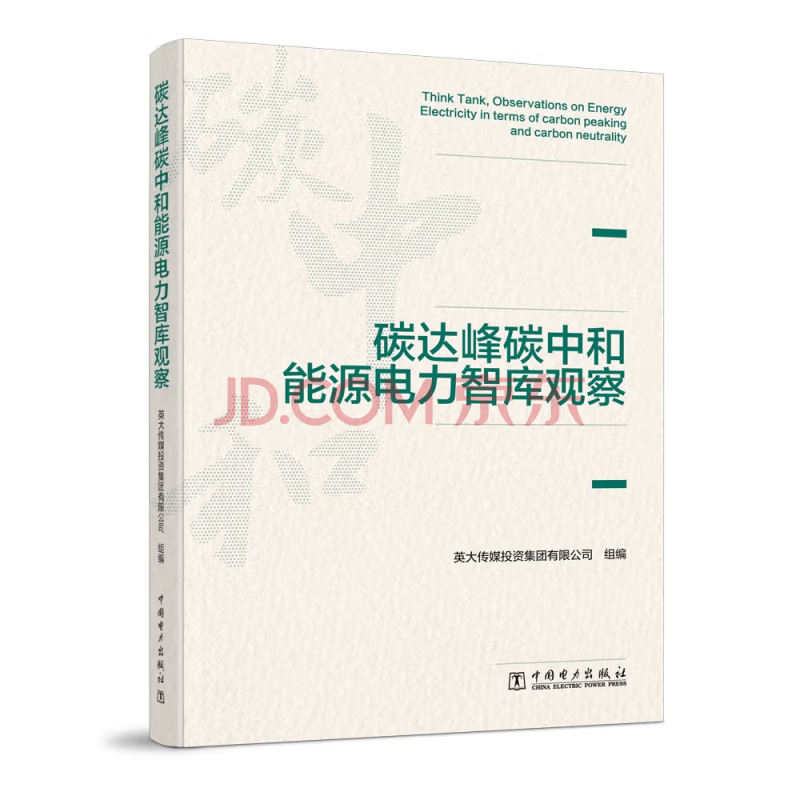 Think Tank, Observations on Energy
Electricity in terms of carbon peaking
and carbon neutrality
碳达峰碳中和
能源电力智库观察
JD.COM 京东
英大传媒投资集团有限公司 组编
中国电力出版社
CHINA ELECTRIC POWER PRESS
碳达峰碳中和能源电力智库观察
英大传媒投资集团有限公司 组编
中国电力出版社
碳
中
和